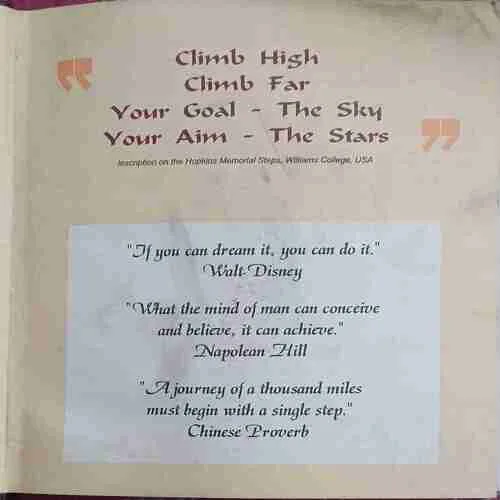 Climb High
Climb Far
Your Goal - The Sky
Your Aim - The Stars
Inscription on the Hopkins Memorial Steps, Williams College, USA
"If you can dream it, you can do it."
Walt Disney
"What the mind of man can conceive
and believe, it can achieve."
Napolean Hill
"A journey of a thousand miles
must begin with a single step."
Chinese Proverb